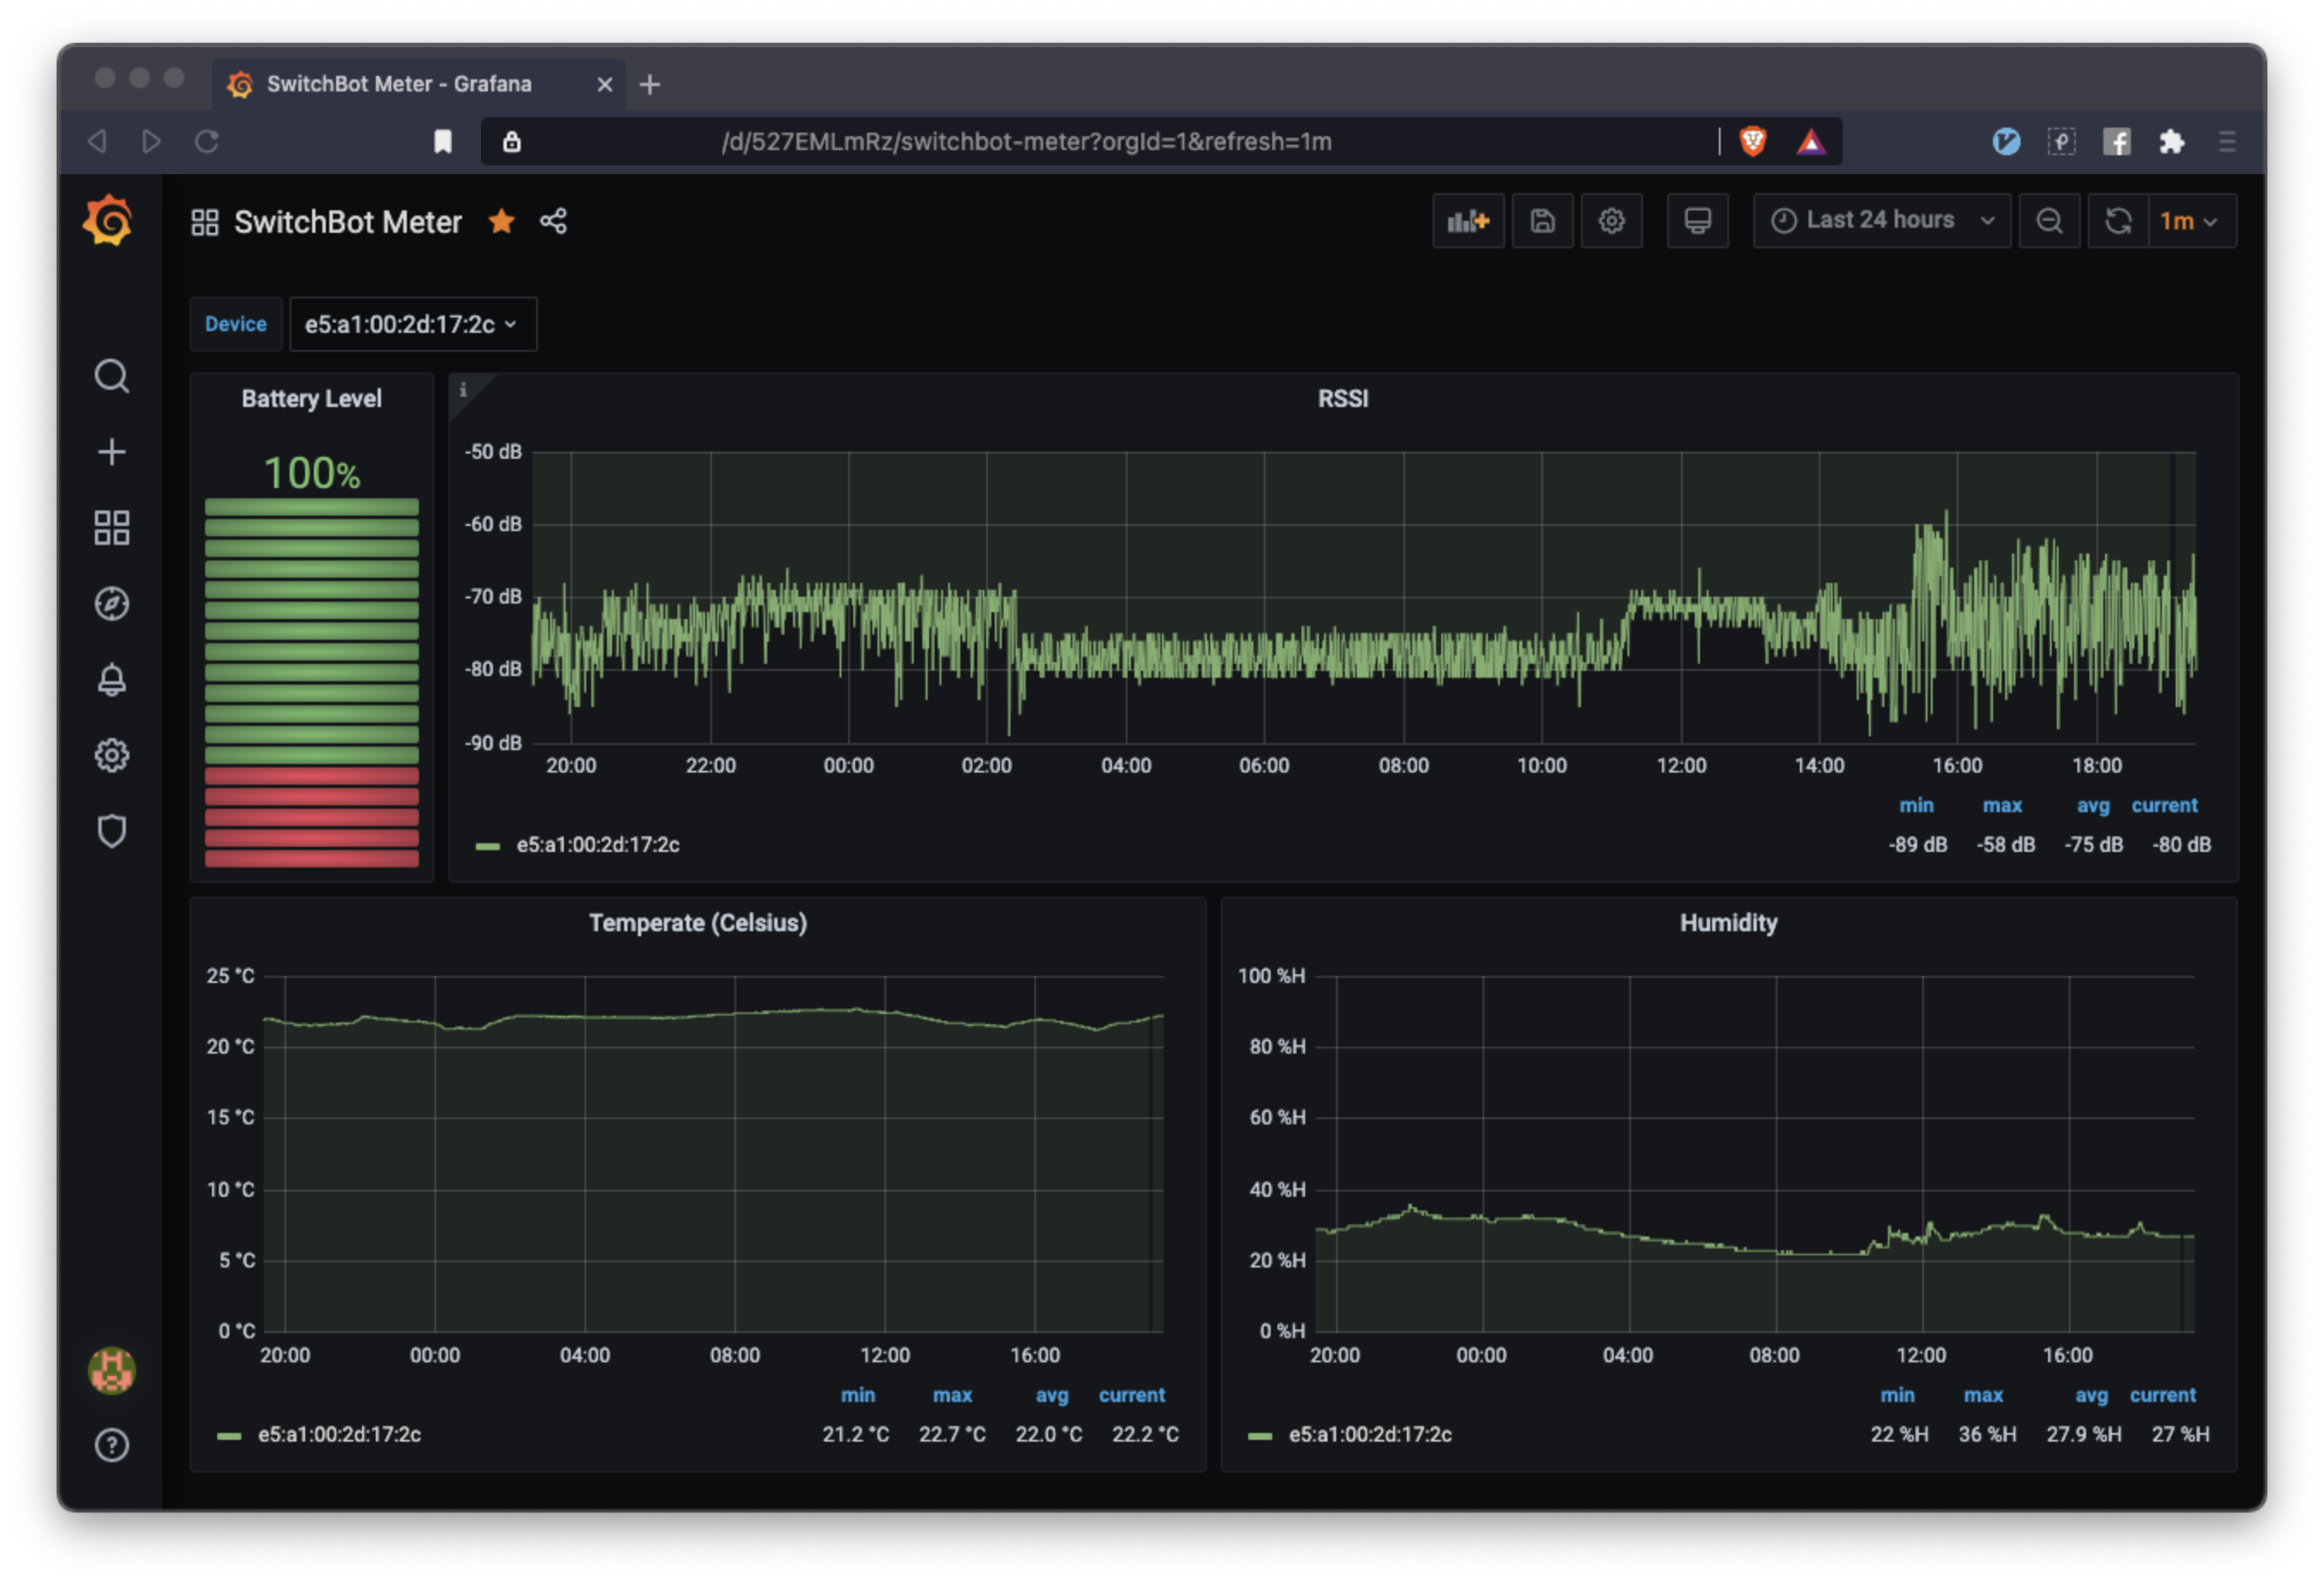 SwitchBot Meter - Grafana
/d/527EMLmRz/switchbot-meter?orgId=1&refresh=1m
SwitchBot Meter
Last 24 hours
1m
Device e5:a1:00:2d:17:2c
Battery Level
100%
RSSI
-50 dB
-60 dB
-70 dB
-80 dB
-90 dB
20:00 22:00 00:00 02:00 04:00 06:00 08:00 10:00 12:00 14:00 16:00 18:00
min max avg current
e5:a1:00:2d:17:2c -89 dB -58 dB -75 dB -80 dB
Temperate (Celsius)
25 °C
20 °C
15 °C
10 °C
5 °C
0 °C
20:00 00:00 04:00 08:00 12:00 16:00
min max avg current
e5:a1:00:2d:17:2c 21.2 °C 22.7 °C 22.0 °C 22.2 °C
Humidity
100 %H
80 %H
60 %H
40 %H
20 %H
0 %H
20:00 00:00 04:00 08:00 12:00 16:00
min max avg current
e5:a1:00:2d:17:2c 22 %H 36 %H 27.9 %H 27 %H